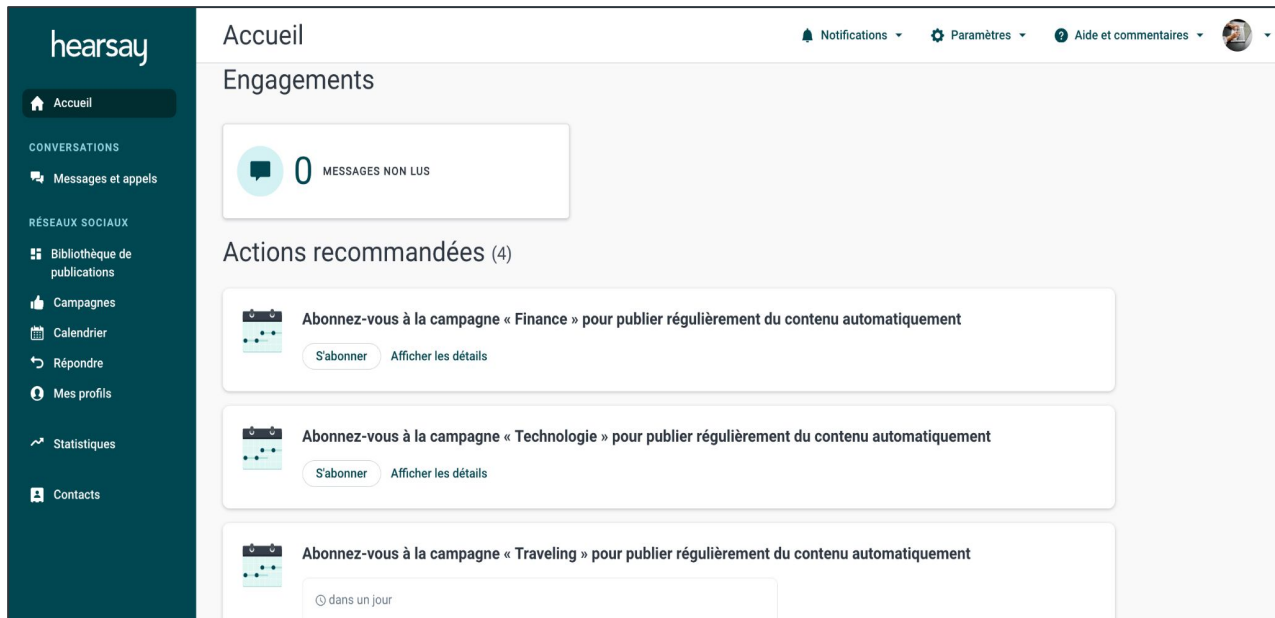 hearsay
Accueil
CONVERSATIONS
Messages et appels
RÉSEAUX SOCIAUX
Bibliothèque de
publications
Campagnes
Calendrier
Répondre
Mes profils
Statistiques
Contacts
Accueil
Notifications
Paramètres
Aide et commentaires
Engagements
0 MESSAGES NON LUS
Actions recommandées (4)
Abonnez-vous à la campagne « Finance » pour publier régulièrement du contenu automatiquement
S'abonner Afficher les détails
Abonnez-vous à la campagne « Technologie » pour publier régulièrement du contenu automatiquement
S'abonner Afficher les détails
Abonnez-vous à la campagne « Traveling » pour publier régulièrement du contenu automatiquement
dans un jour